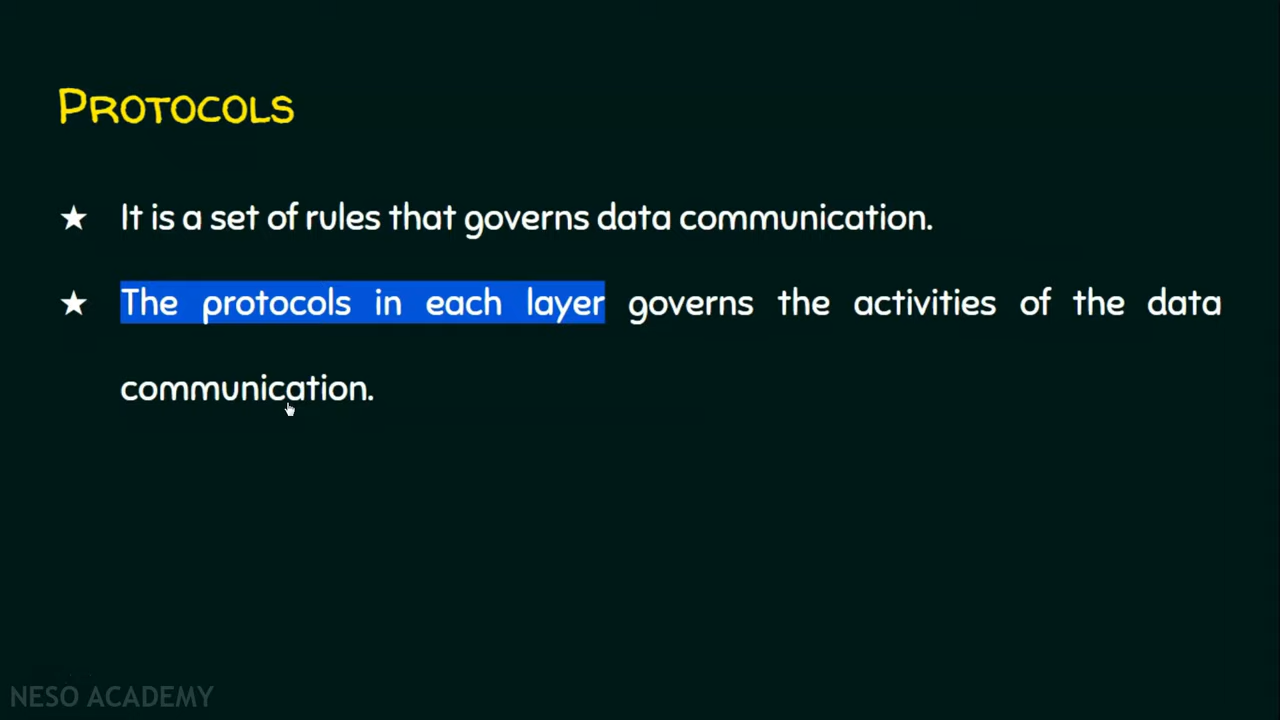 PROTOCOLS
★ It is a set of rules that governs data communication.
★ The protocols in each layer governs the activities of the data
communication.
NESO ACADEMY